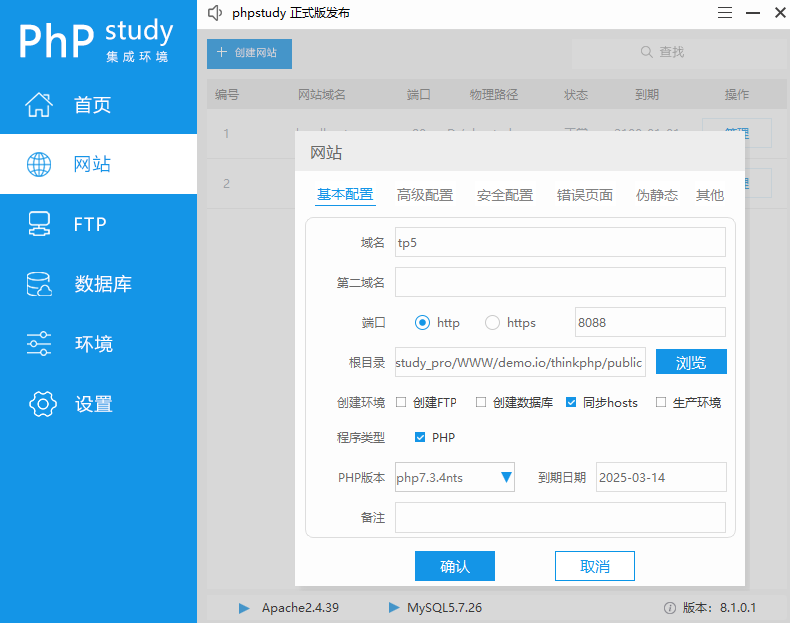 phpstudy 正式版发布
PhP study
集成环境
首页
网站
FTP
数据库
环境
设置
创建网站
查找
编号 网站域名 端口 物理路径 状态 到期 操作
1
2
网站
基本配置 高级配置 安全配置 错误页面 伪静态 其他
域名 tp5
第二域名
端口 http https 8088
根目录 study_pro/WWW/demo.io/thinkphp/public 浏览
创建环境 创建FTP 创建数据库 同步hosts 生产环境
程序类型 PHP
PHP版本 php7.3.4nts 到期日期 2025-03-14
备注
确认 取消
Apache2.4.39 MySQL5.7.26 版本: 8.1.0.1